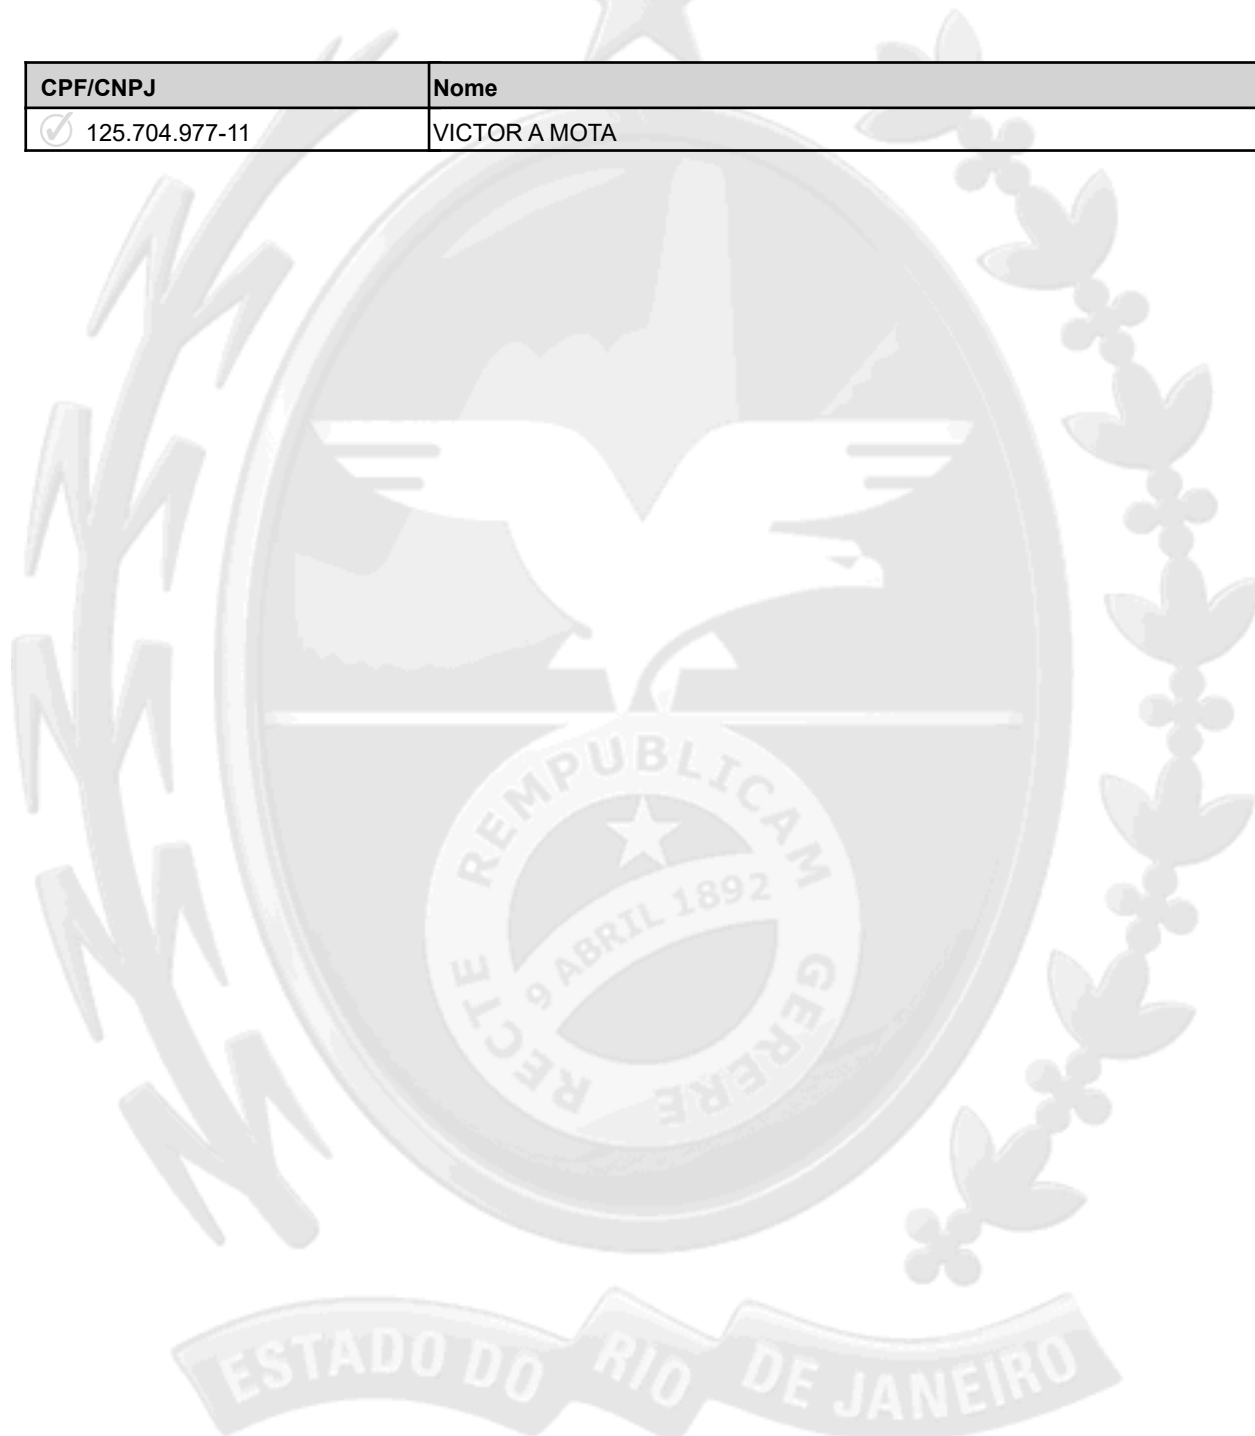 CPF/CNPJ Nome
125.704.977-11 VICTOR A MOTA
RECTE REMPUBLICAM GERERE
9 ABRIL 1892
ESTADO DO RIO DE JANEIRO